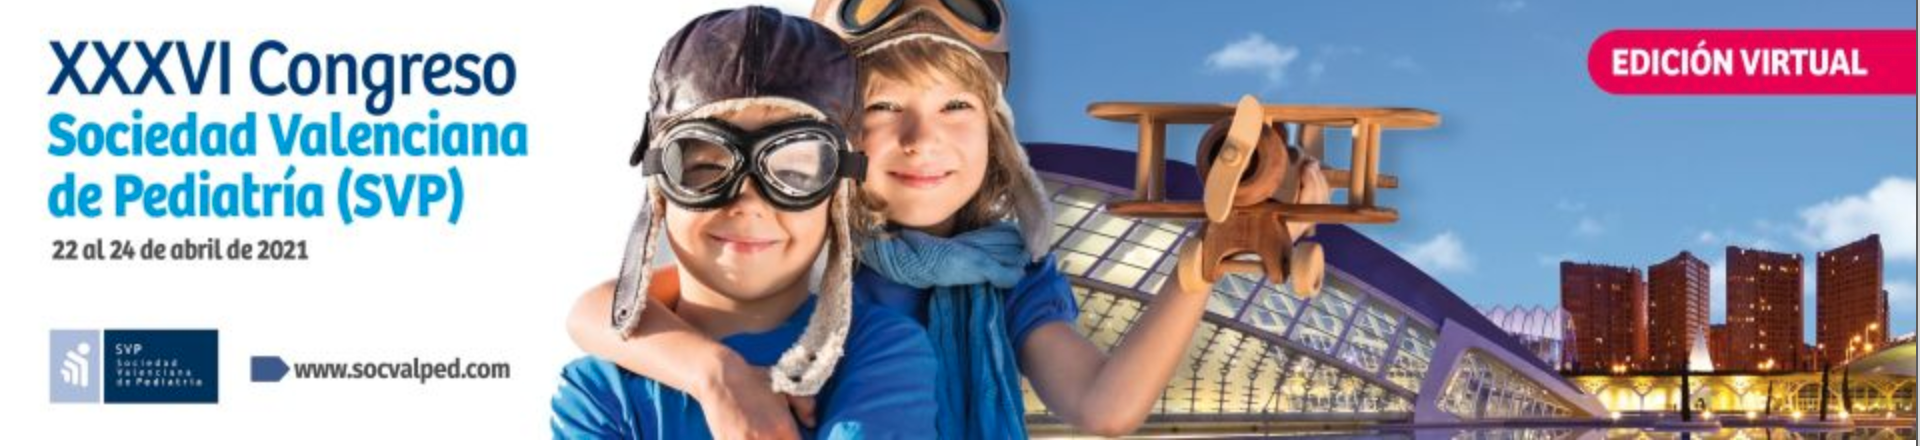 XXXVI Congreso
Sociedad Valenciana
de Pediatría (SVP)
22 al 24 de abril de 2021
SVP
Sociedad
Valenciana
de Pediatría
www.socvalped.com
EDICIÓN VIRTUAL